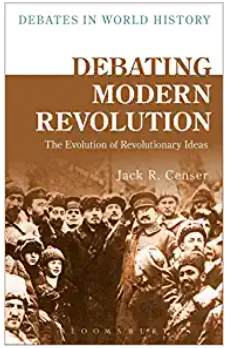 DEBATES IN WORLD HISTORY
DEBATING
MODERN
REVOLUTION
The Evolution of Revolutionary Ideas
Jack R. Censer
BLOOMSBURY